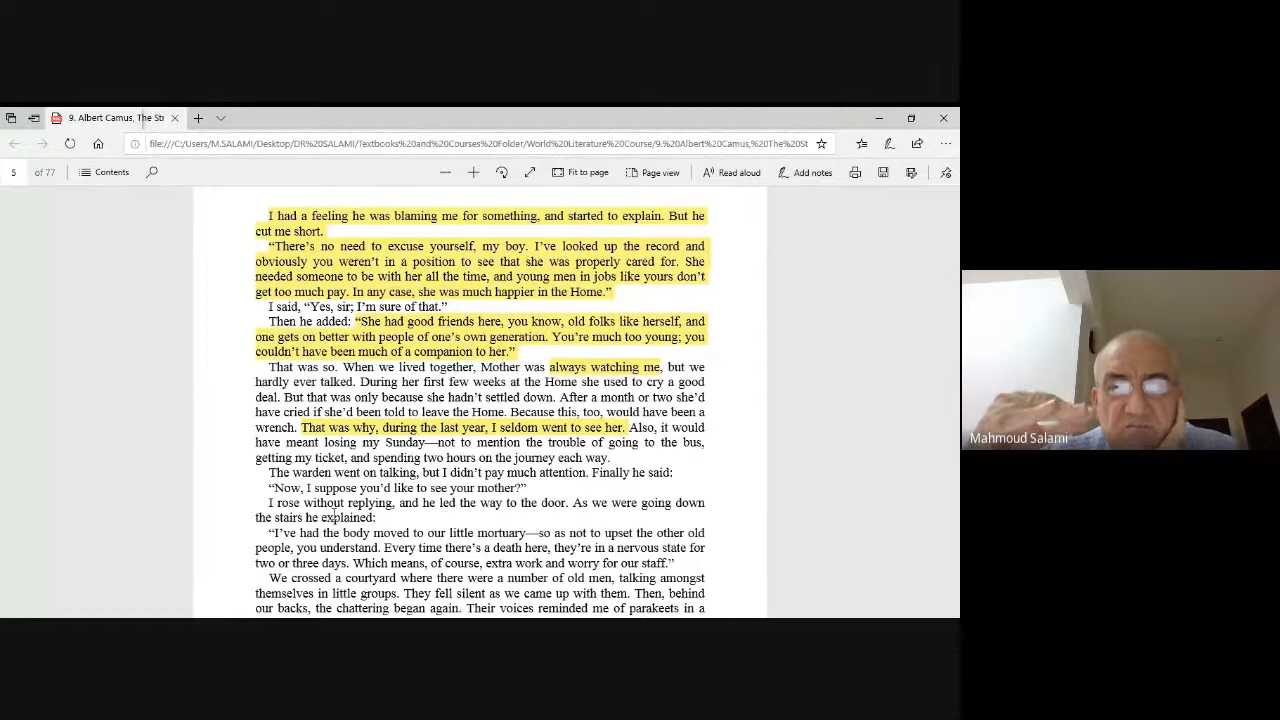 9. Albert Camus, The Str
file:///C:/Users/M.SALAMI/Desktop/DR%20SALAMI/Textbooks%20and%20Courses%20Folder/World%20Literature%20Course/9.%20Albert%20Camus,%20The%20St
5 of 77 Contents Fit to page Page view Read aloud Add notes
I had a feeling he was blaming me for something, and started to explain. But he
cut me short.
“There’s no need to excuse yourself, my boy. I’ve looked up the record and
obviously you weren’t in a position to see that she was properly cared for. She
needed someone to be with her all the time, and young men in jobs like yours don’t
get too much pay. In any case, she was much happier in the Home.”
I said, “Yes, sir; I’m sure of that.”
Then he added: “She had good friends here, you know, old folks like herself, and
one gets on better with people of one’s own generation. You’re much too young; you
couldn’t have been much of a companion to her.”
That was so. When we lived together, Mother was always watching me, but we
hardly ever talked. During her first few weeks at the Home she used to cry a good
deal. But that was only because she hadn’t settled down. After a month or two she’d
have cried if she’d been told to leave the Home. Because this, too, would have been a
wrench. That was why, during the last year, I seldom went to see her. Also, it would
have meant losing my Sunday—not to mention the trouble of going to the bus,
getting my ticket, and spending two hours on the journey each way.
The warden went on talking, but I didn’t pay much attention. Finally he said:
“Now, I suppose you’d like to see your mother?”
I rose without replying, and he led the way to the door. As we were going down
the stairs he explained:
“I’ve had the body moved to our little mortuary—so as not to upset the other old
people, you understand. Every time there’s a death here, they’re in a nervous state for
two or three days. Which means, of course, extra work and worry for our staff.”
We crossed a courtyard where there were a number of old men, talking amongst
themselves in little groups. They fell silent as we came up with them. Then, behind
our backs, the chattering began again. Their voices reminded me of parakeets in a
Mahmoud Salami